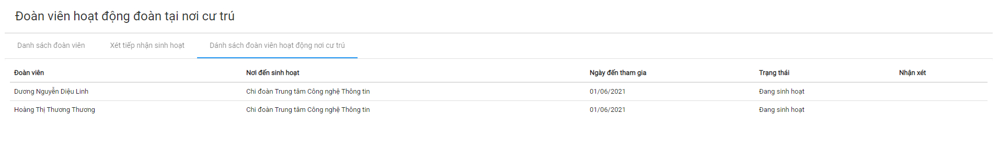 Đoàn viên hoạt động đoàn tại nơi cư trú
Danh sách đoàn viên Xét tiếp nhận sinh hoạt Dánh sách đoàn viên hoạt động nơi cư trú
Đoàn viên Nơi đến sinh hoạt Ngày đến tham gia Trạng thái Nhận xét
Dương Nguyễn Diệu Linh Chi đoàn Trung tâm Công nghệ Thông tin 01/06/2021 Đang sinh hoạt
Hoàng Thị Thương Thương Chi đoàn Trung tâm Công nghệ Thông tin 01/06/2021 Đang sinh hoạt